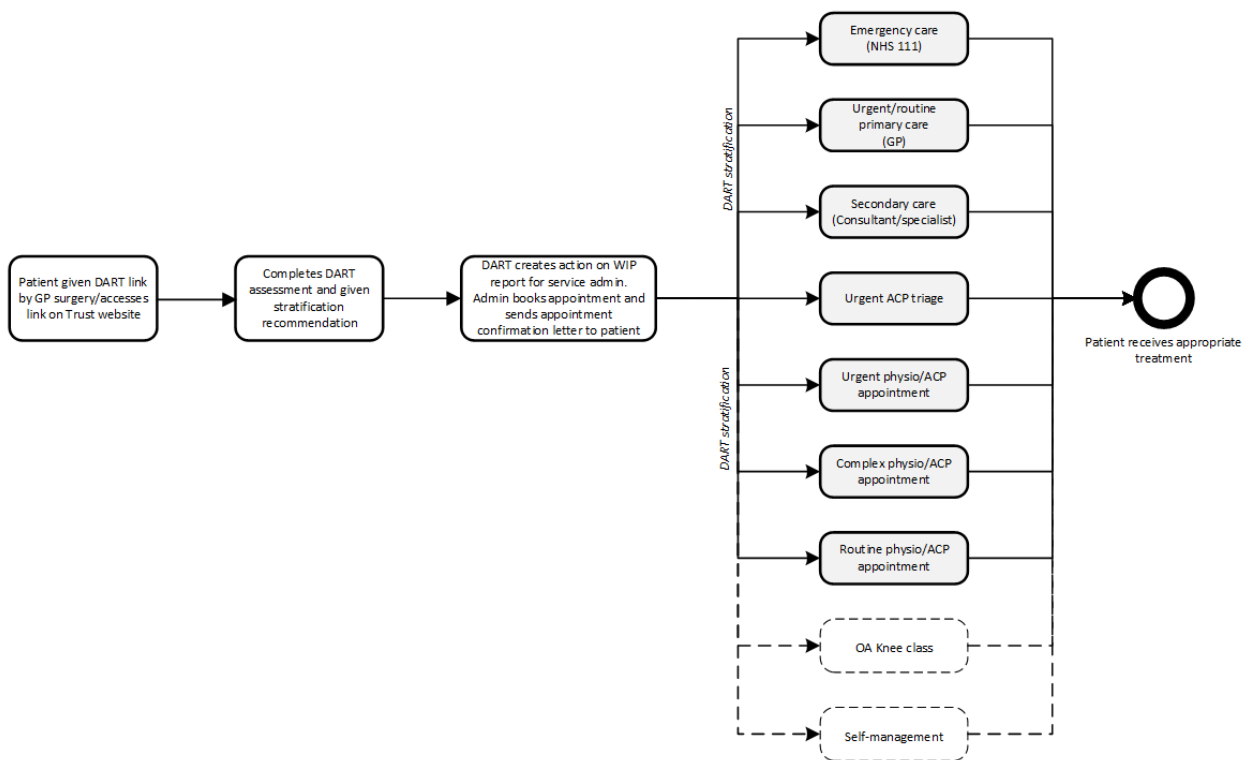 Patient given DART link
by GP surgery/accesses
link on Trust website
Completes DART
assessment and given
stratification
recommendation
DART creates action on WIP
report for service admin.
Admin books appointment and
sends appointment
confirmation letter to patient
DART stratification
DART stratification
Emergency care
(NHS 111)
Urgent/routine
primary care
(GP)
Secondary care
(Consultant/specialist)
Urgent ACP triage
Urgent physio/ACP
appointment
Complex physio/ACP
appointment
Routine physio/ACP
appointment
OA Knee class
Self-management
Patient receives appropriate
treatment